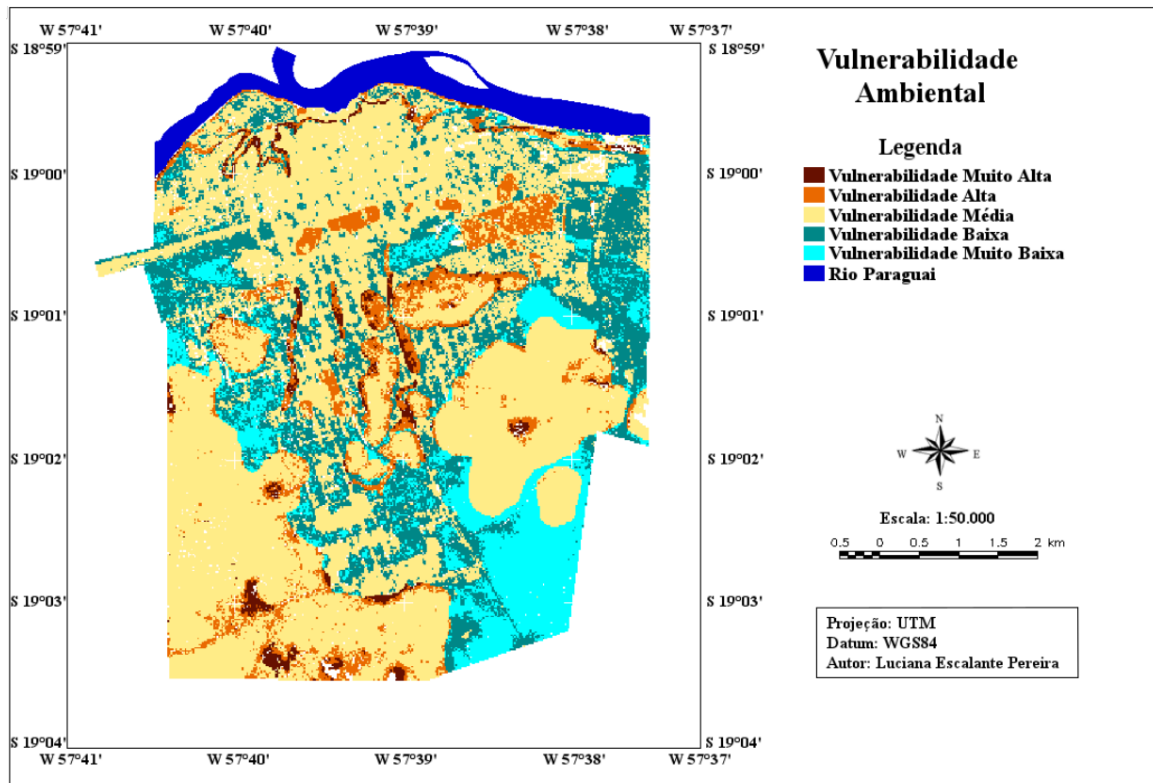 W 57°41' W 57°40' W 57°39' W 57°38' W 57°37'
S 18°59' S 18°59'
S 19°00' S 19°00'
S 19°01' S 19°01'
S 19°02' S 19°02'
S 19°03' S 19°03'
S 19°04' S 19°04'
W 57°41' W 57°40' W 57°39' W 57°38' W 57°37'
Vulnerabilidade
Ambiental
Legenda
Vulnerabilidade Muito Alta
Vulnerabilidade Alta
Vulnerabilidade Média
Vulnerabilidade Baixa
Vulnerabilidade Muito Baixa
Rio Paraguai
N
W E
S
Escala: 1:50.000
0.5 0 0.5 1 1.5 2 km
Projeção: UTM
Datum: WGS84
Autor: Luciana Escalante Pereira